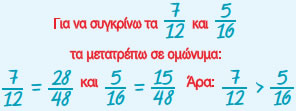 Για να συγκρίνω τα 7/12 και 5/16
τα μετατρέπω σε ομώνυμα:
7/12 = 28/48 και 5/16 = 15/48 Άρα: 7/12 > 5/16